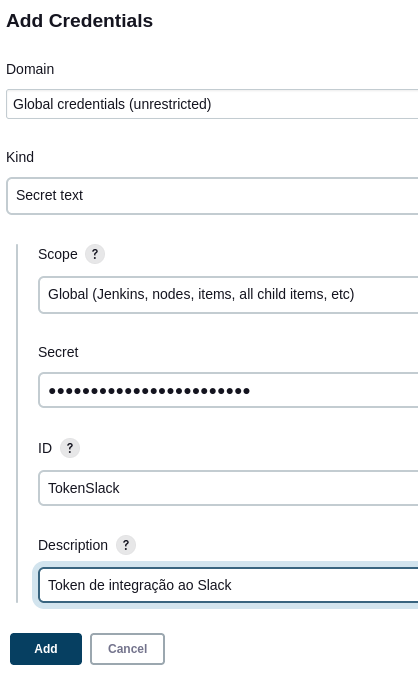 Add Credentials
Domain
Global credentials (unrestricted)
Kind
Secret text
Scope ?
Global (Jenkins, nodes, items, all child items, etc)
Secret
●●●●●●●●●●●●●●●●●●●●●●●●
ID ?
TokenSlack
Description ?
Token de integração ao Slack
Add Cancel